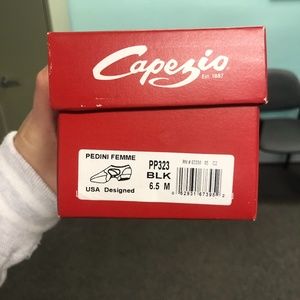 Capezio
Est. 1887
PEDINI FEMME
PP323
BLK
6.5 M
USA Designed